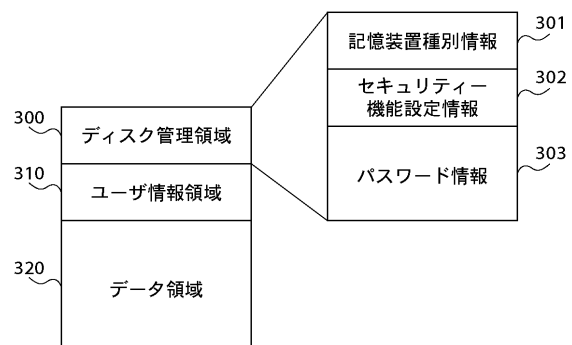 300
ディスク管理領域
310
ユーザ情報領域
320
データ領域
記憶装置種別情報
301
セキュリティー
機能設定情報
302
パスワード情報
303